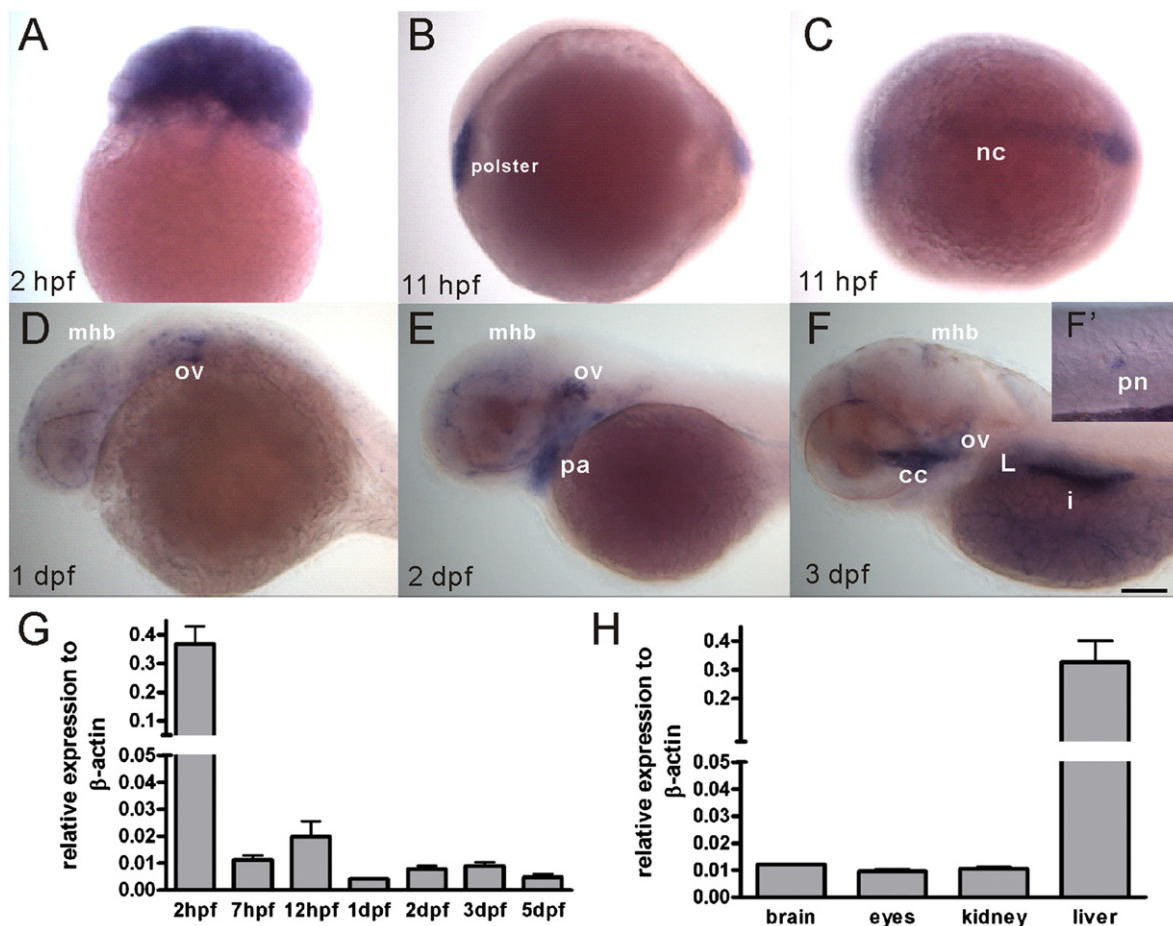 A
2 hpf
B
polster
11 hpf
C
nc
11 hpf
D
mhb
ov
1 dpf
E
mhb
ov
pa
2 dpf
F
mhb
F'
pn
ov
cc
L
i
3 dpf
G
relative expression to
β-actin
0.4
0.3
0.4
0.1
0.05
0.04
0.03
0.02
0.01
0.00
2hpf 7hpf 12hpf 1dpf 2dpf 3dpf 5dpf
H
relative expression to
β-actin
0.4
0.3
0.4
0.05
0.04
0.03
0.02
0.01
0.00
brain eyes kidney liver